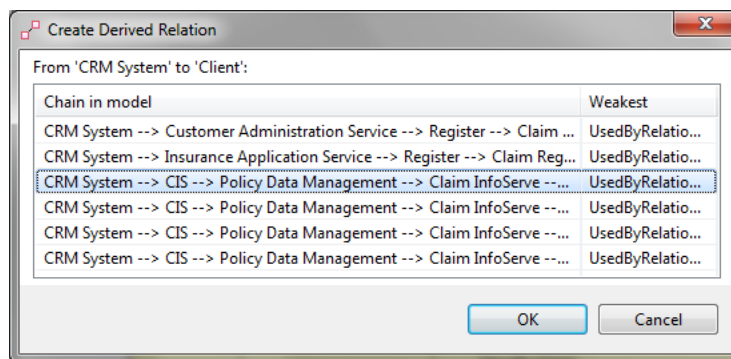 Create Derived Relation
From 'CRM System' to 'Client':
Chain in model Weakest
CRM System --> Customer Administration Service --> Register --> Claim ... UsedByRelatio...
CRM System --> Insurance Application Service --> Register --> Claim Reg... UsedByRelatio...
CRM System --> CIS --> Policy Data Management --> Claim InfoServe --... UsedByRelatio...
CRM System --> CIS --> Policy Data Management --> Claim InfoServe --... UsedByRelatio...
CRM System --> CIS --> Policy Data Management --> Claim InfoServe --... UsedByRelatio...
CRM System --> CIS --> Policy Data Management --> Claim InfoServe --... UsedByRelatio...
OK Cancel